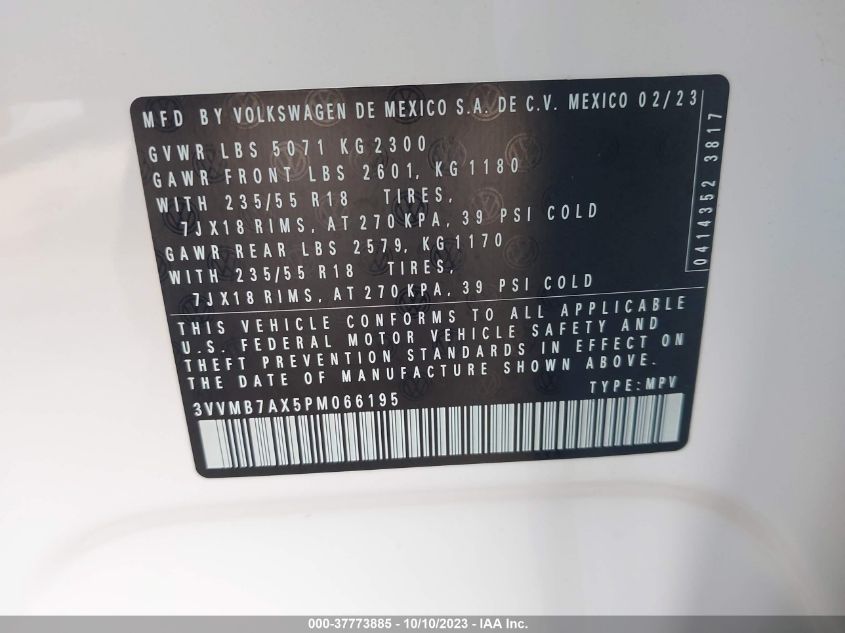 MFD BY VOLKSWAGEN DE MEXICO S.A. DE C.V. MEXICO 02/23
GVWR LBS 5071 KG 2300
GAWR FRONT LBS 2601, KG 1180
WITH 235/55 R18 TIRES,
7JX18 RIMS, AT 270 KPA, 39 PSI COLD
GAWR REAR LBS 2579, KG 1170
WITH 235/55 R18 TIRES,
7JX18 RIMS, AT 270 KPA, 39 PSI COLD
0414352 3817
THIS VEHICLE CONFORMS TO ALL APPLICABLE
U.S. FEDERAL MOTOR VEHICLE SAFETY AND
THEFT PREVENTION STANDARDS IN EFFECT ON
THE DATE OF MANUFACTURE SHOWN ABOVE.
3VVMB7AX5PM066195 TYPE: MPV
000-37773885 - 10/10/2023 - IAA Inc.